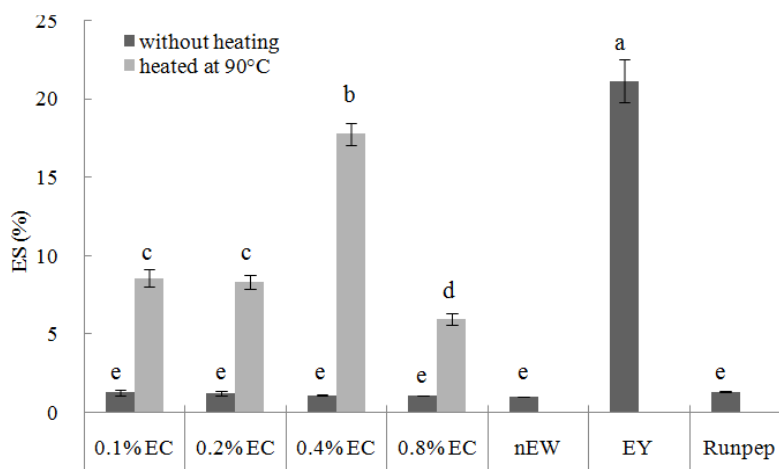 25
without heating
heated at 90°C
a
b
20
15
ES (%)
c
c
10
d
5
e
e
e
e
e
e
0
0.1% EC
0.2% EC
0.4% EC
0.8% EC
nEW
EY
Runpep